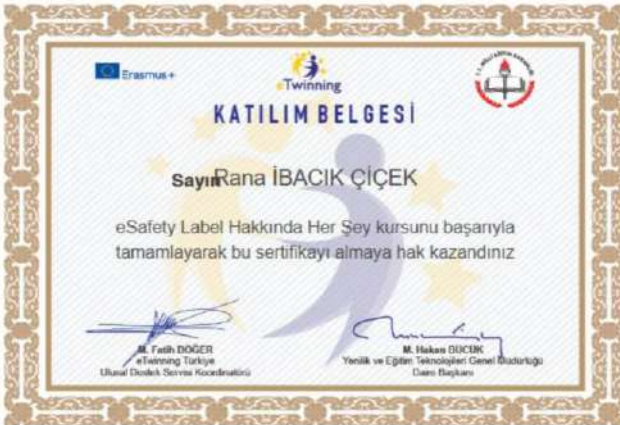 Erasmus+
eTwinning
KATILIM BELGESİ
Sayın Rana İBACIK ÇİÇEK
eSafety Label Hakkında Her Şey kursunu başarıyla
tamamlayarak bu sertifikayı almaya hak kazandınız
M. Fatih DÖĞER
eTwinning Türkiye
Ulusal Destek Servisi Koordinatörü
M. Hakan BÜCÜK
Yenilik ve Eğitim Teknolojileri Genel Müdürlüğü
Daire Başkanı